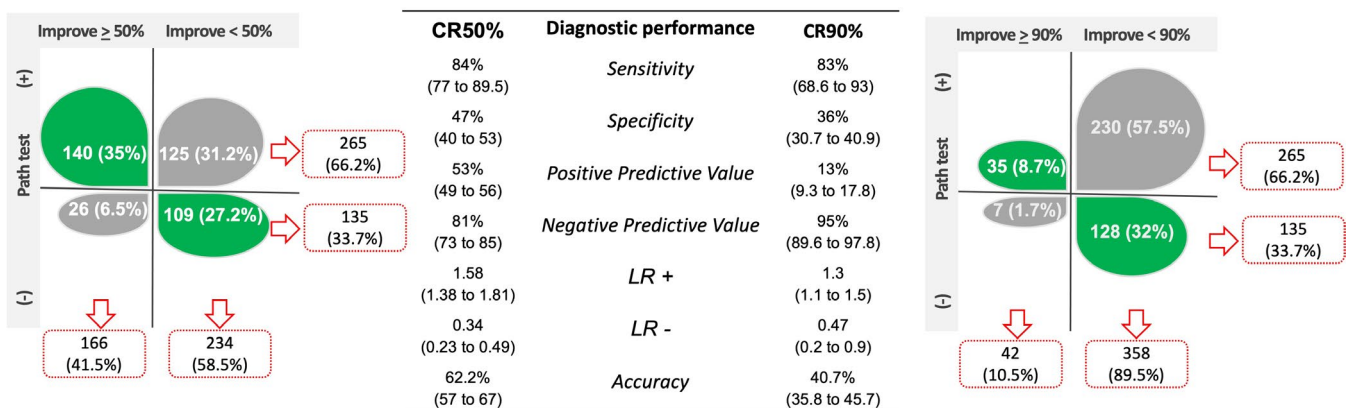 Improve ≥ 50% Improve < 50%
Path test
(+)
(-)
140 (35%) 125 (31.2%)
26 (6.5%) 109 (27.2%)
265
(66.2%)
135
(33.7%)
166
(41.5%)
234
(58.5%)
CR50% Diagnostic performance CR90%
84% Sensitivity 83%
(77 to 89.5) (68.6 to 93)
47% Specificity 36%
(40 to 53) (30.7 to 40.9)
53% Positive Predictive Value 13%
(49 to 56) (9.3 to 17.8)
81% Negative Predictive Value 95%
(73 to 85) (89.6 to 97.8)
1.58 LR + 1.3
(1.38 to 1.81) (1.1 to 1.5)
0.34 LR - 0.47
(0.23 to 0.49) (0.2 to 0.9)
62.2% Accuracy 40.7%
(57 to 67) (35.8 to 45.7)
Improve ≥ 90% Improve < 90%
Path test
(+)
(-)
35 (8.7%) 230 (57.5%)
7 (1.7%) 128 (32%)
265
(66.2%)
135
(33.7%)
42
(10.5%)
358
(89.5%)